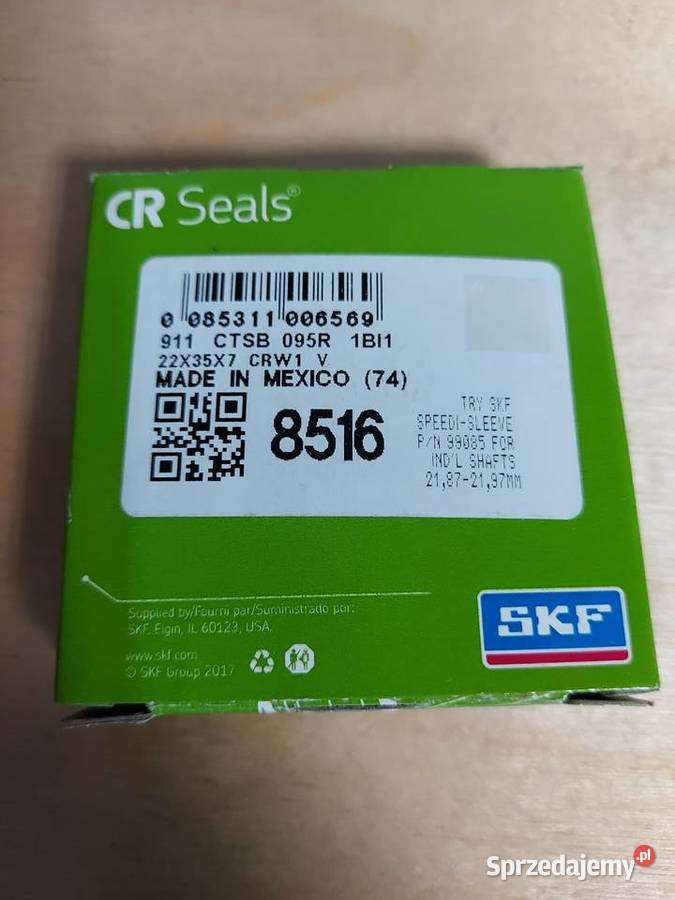 CR Seals®
0 085311 006569
911 CTSB 095R 1BI1
22X35X7 CRW1 V
MADE IN MEXICO (74)
8516
TRY SKF
SPEEDI-SLEEVE
P/N 99085 FOR
IND'L SHAFTS
21,87-21,97MM
Supplied by/Fourni par/Suministrado por:
SKF, Elgin, IL 60123, USA.
www.skf.com
© SKF Group 2017
SKF
Sprzedajemy.pl